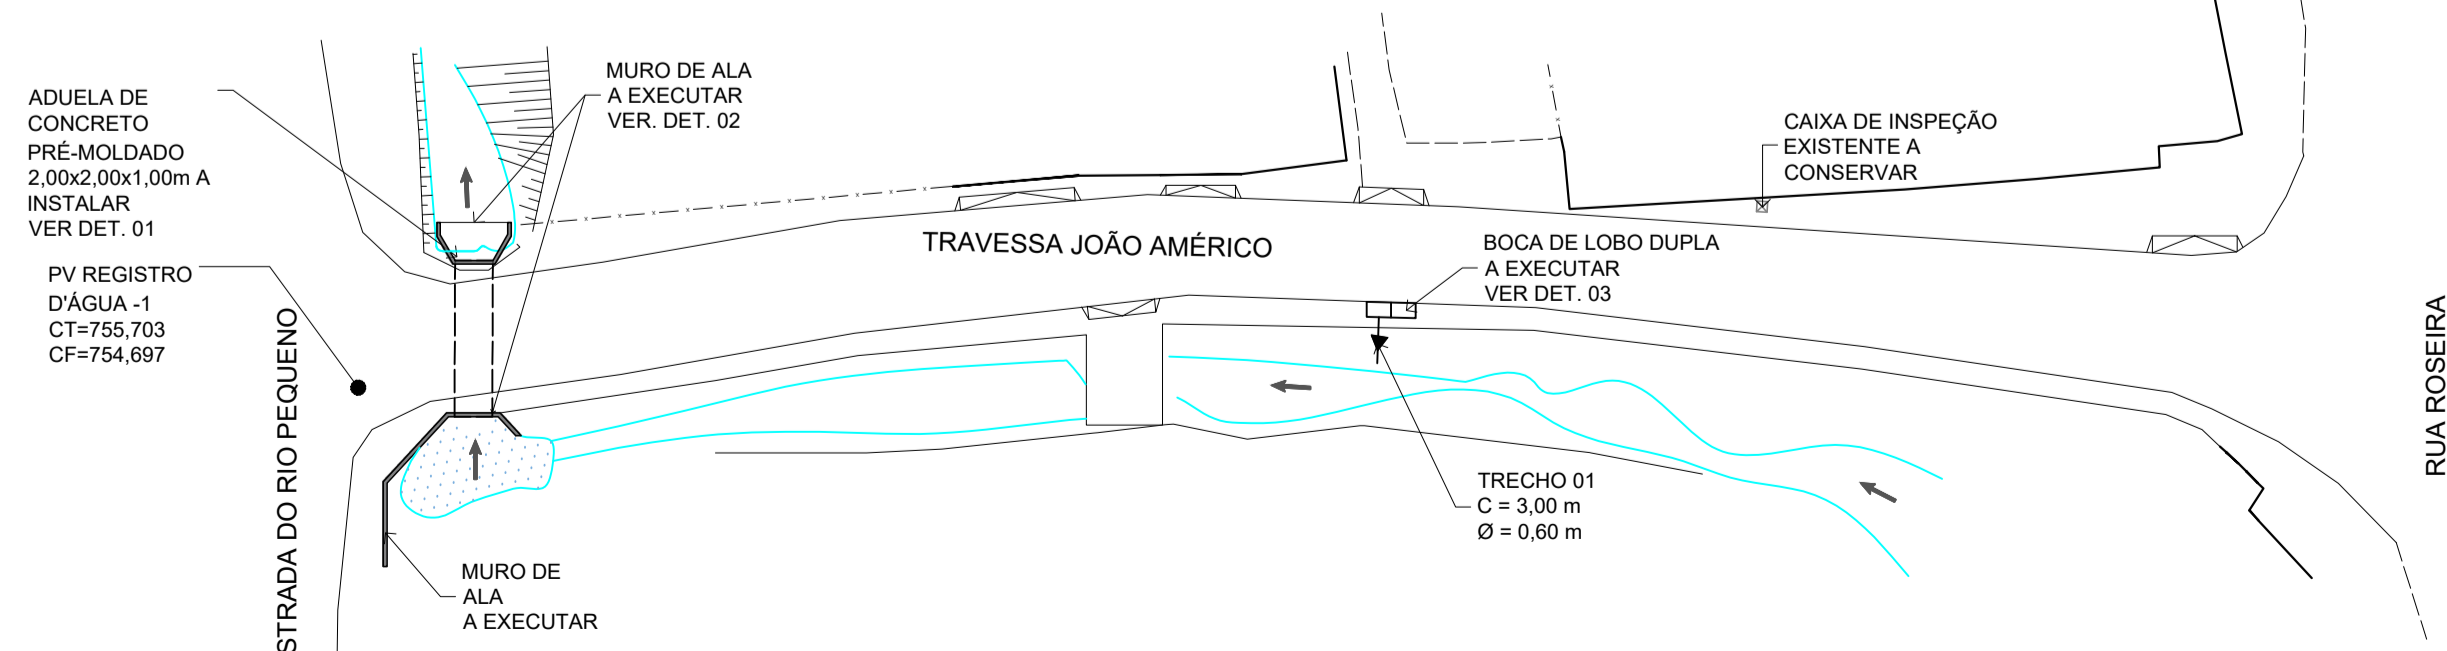 ADUELA DE
CONCRETO
PRÉ-MOLDADO
2,00x2,00x1,00m A
INSTALAR
VER DET. 01
MURO DE ALA
A EXECUTAR
VER. DET. 02
CAIXA DE INSPEÇÃO
EXISTENTE A
CONSERVAR
TRAVESSA JOÃO AMÉRICO
BOCA DE LOBO DUPLA
A EXECUTAR
VER DET. 03
PV REGISTRO
D'ÁGUA -1
CT=755,703
CF=754,697
STRADA DO RIO PEQUENO
RUA ROSEIRA
TRECHO 01
C = 3,00 m
Ø = 0,60 m
MURO DE
ALA
A EXECUTAR